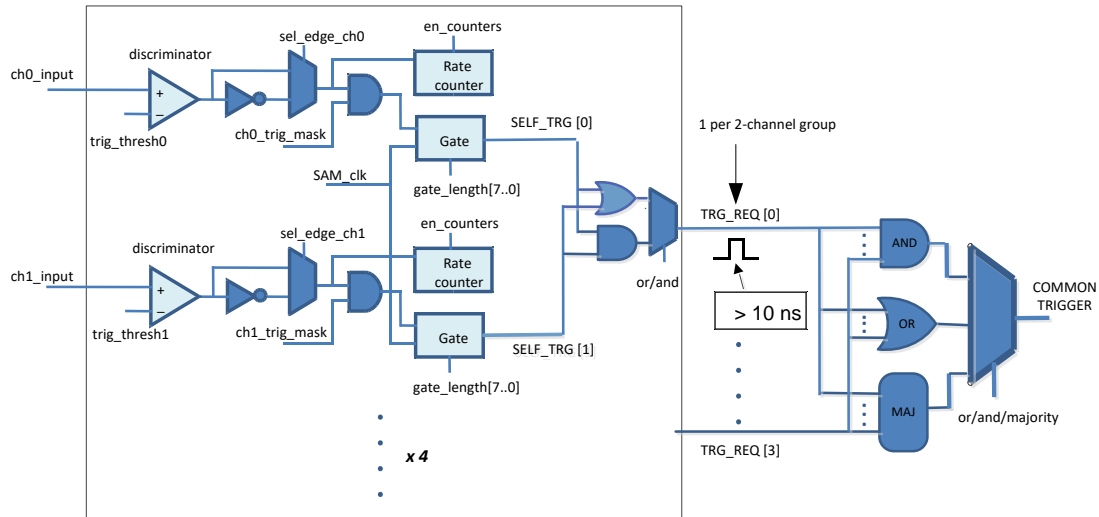 sel_edge_ch0
en_counters
discriminator
ch0_input
+
−
Rate
counter
trig_thresh0
ch0_trig_mask
Gate
SELF_TRG [0]
1 per 2-channel group
SAM_clk
gate_length[7..0]
TRG_REQ [0]
en_counters
sel_edge_ch1
discriminator
AND
ch1_input
+
−
Rate
counter
or/and
COMMON
TRIGGER
> 10 ns
trig_thresh1
ch1_trig_mask
OR
Gate
SELF_TRG [1]
gate_length[7..0]
MAJ
or/and/majority
x 4
TRG_REQ [3]